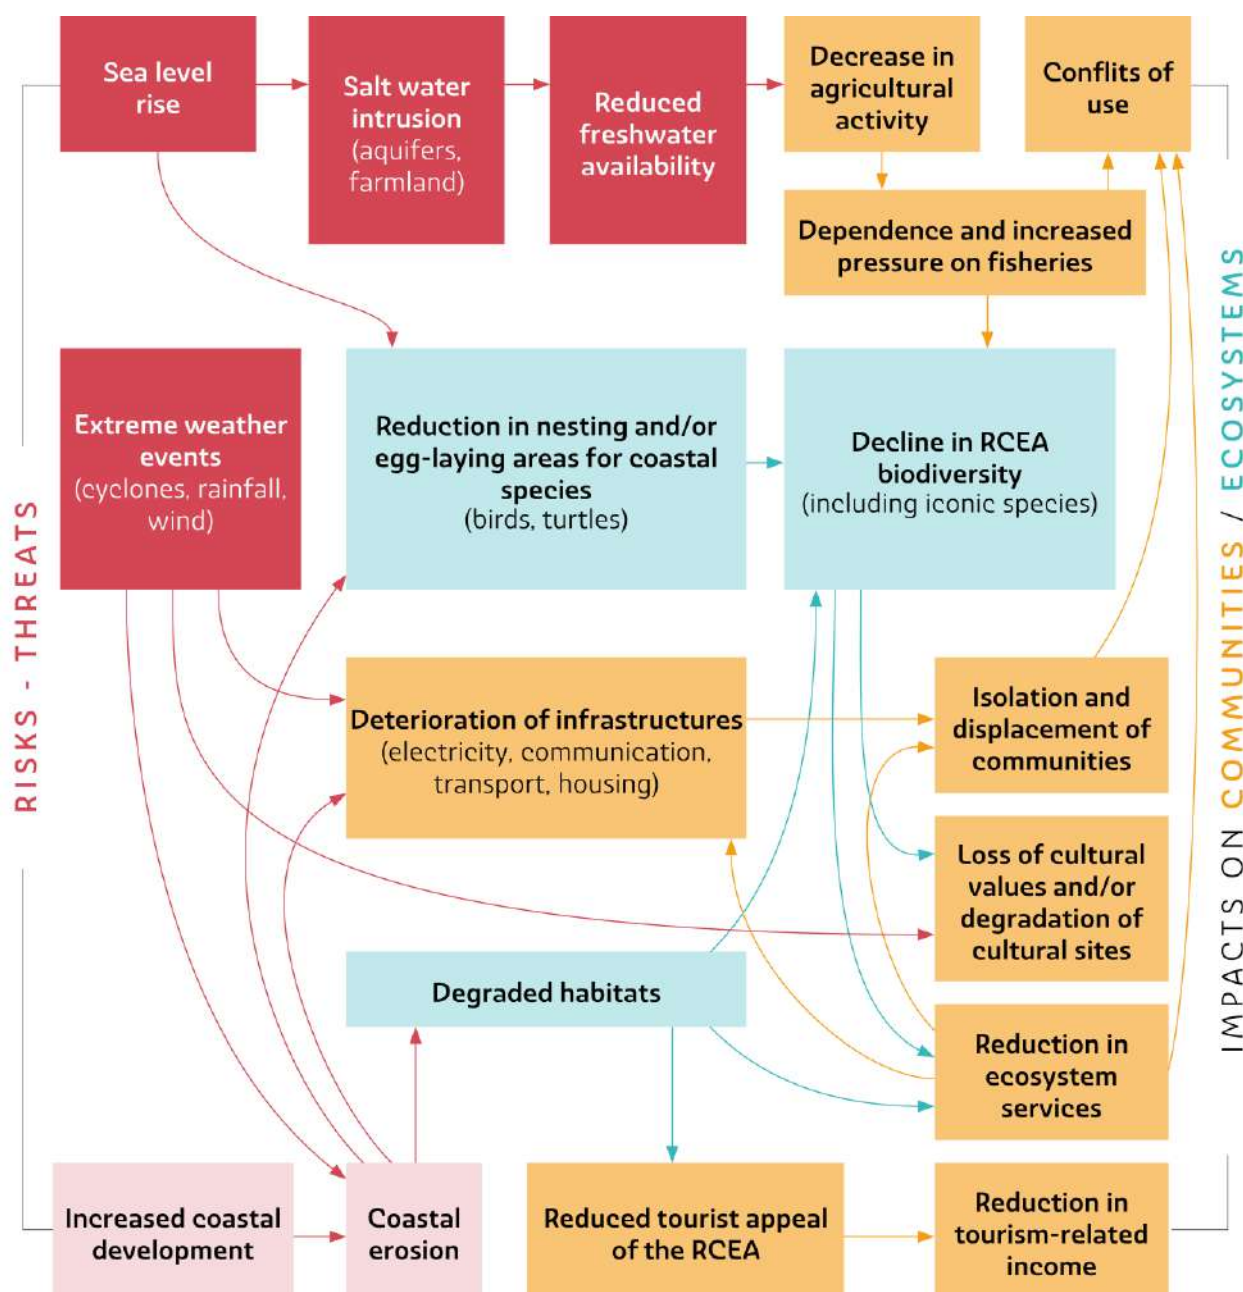 Sea level
rise
Salt water
intrusion
(aquifers,
farmland)
Reduced
freshwater
availability
Decrease in
agricultural
activity
Conflits of
use
Dependence and increased
pressure on fisheries
Extreme weather
events
(cyclones, rainfall,
wind)
Reduction in nesting and/or
egg-laying areas for coastal
species
(birds, turtles)
Decline in RCEA
biodiversity
(including iconic species)
Deterioration of infrastructures
(electricity, communication,
transport, housing)
Isolation and
displacement of
communities
Loss of cultural
values and/or
degradation of
cultural sites
Degraded habitats
Reduction in
ecosystem
services
Increased coastal
development
Coastal
erosion
Reduced tourist appeal
of the RCEA
Reduction in
tourism-related
income
RISKS - THREATS
IMPACTS ON COMMUNITIES / ECOSYSTEMS